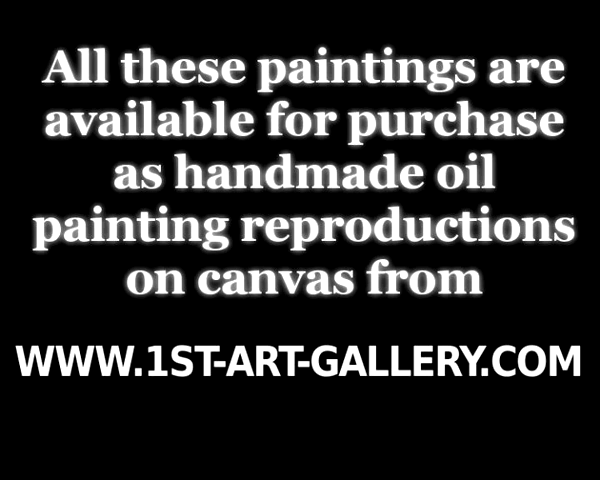 All these paintings are
available for purchase
as handmade oil
painting reproductions
on canvas from
WWW.1ST-ART-GALLERY.COM